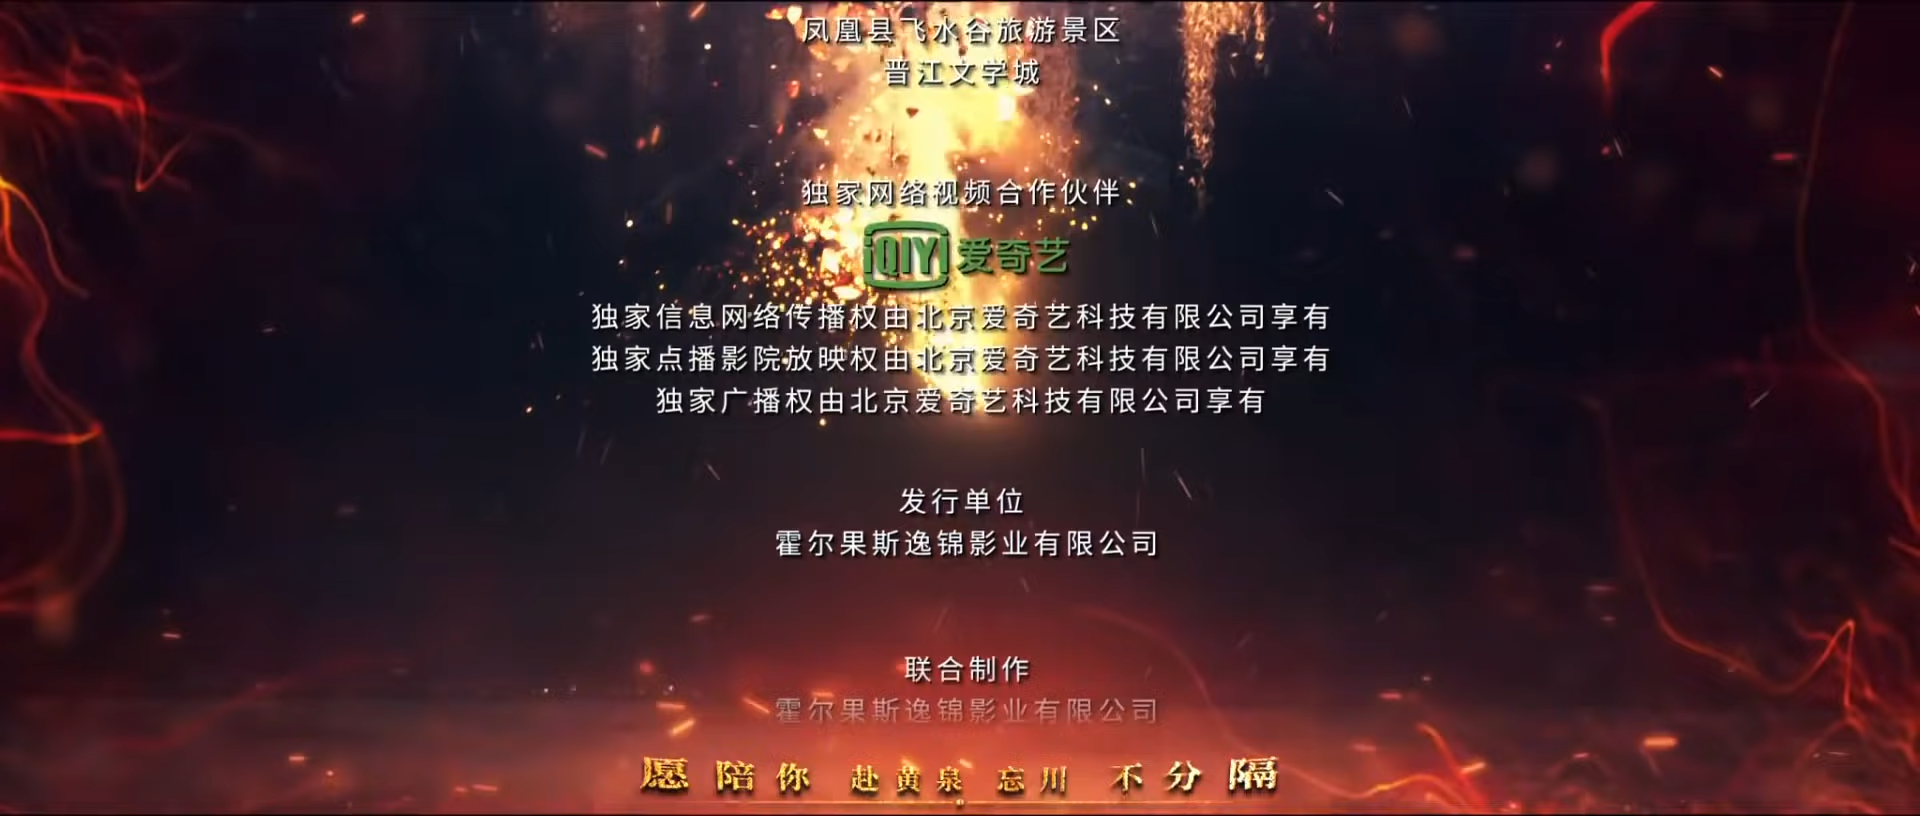 凤凰县飞水谷旅游景区
晋江文学城
独家网络视频合作伙伴
iQIYI 爱奇艺
独家信息网络传播权由北京爱奇艺科技有限公司享有
独家点播影院放映权由北京爱奇艺科技有限公司享有
独家广播权由北京爱奇艺科技有限公司享有
发行单位
霍尔果斯逸锦影业有限公司
联合制作
霍尔果斯逸锦影业有限公司
愿陪你 赴黄泉 忘川 不分隔